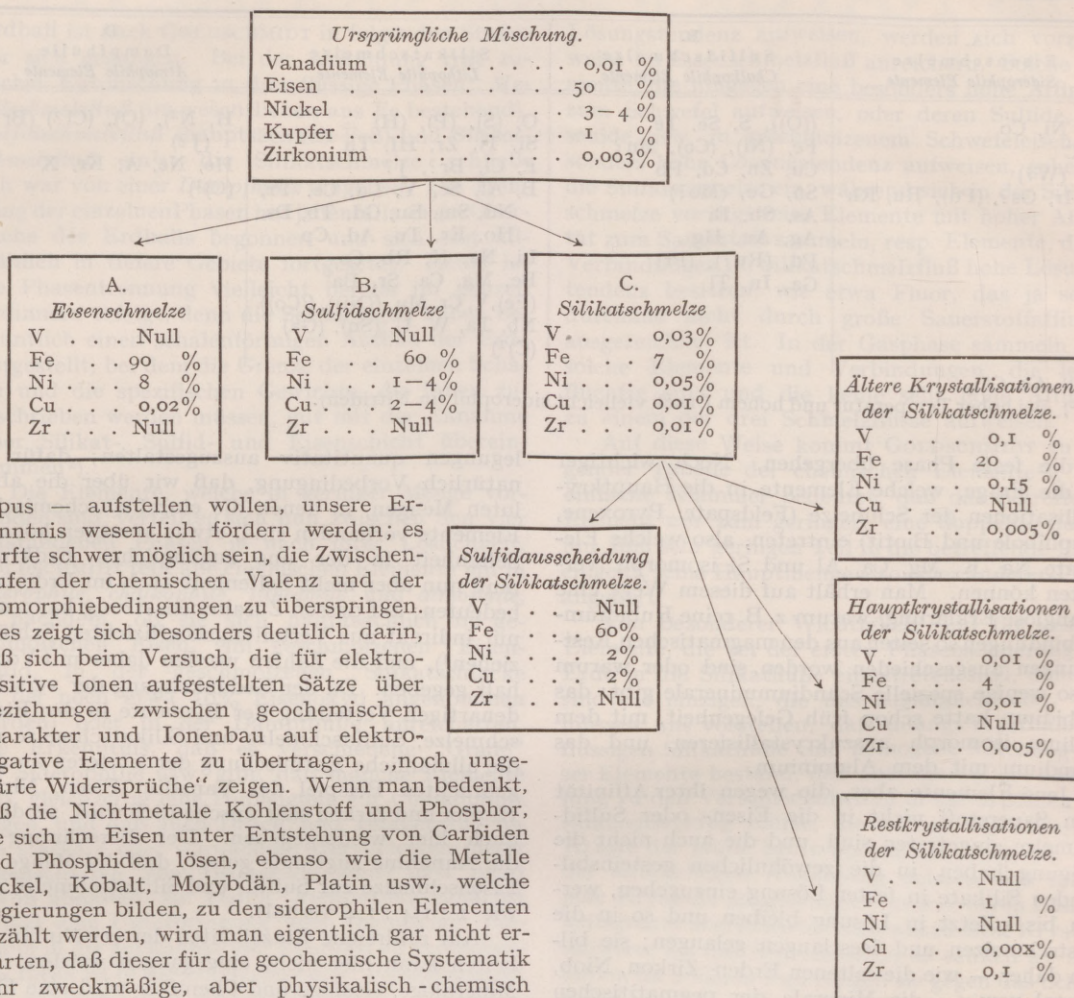 Ursprüngliche Mischung.
Vanadium . . . . . . 0,01 %
Eisen . . . . . . . 50 %
Nickel . . . . . . . 3–4 %
Kupfer . . . . . . . 1 %
Zirkonium . . . . . . 0,003%
A.
Eisenschmelze
V . . Null
Fe . . 90 %
Ni . . 8 %
Cu . . 0,02%
Zr . . Null
B.
Sulfidschmelze
V . . . Null
Fe . . . 60 %
Ni . . . 1–4%
Cu . . . 2–4%
Zr . . . Null
C.
Silikatschmelze
V . . . 0,03%
Fe . . . 7 %
Ni . . . 0,05%
Cu . . . 0,01%
Zr . . . 0,01%
Ältere Krystallisationen
der Silikatschmelze.
V . . . 0,1 %
Fe . . . 20 %
Ni . . . 0,15 %
Cu . . . Null
Zr . . . 0,005%
Sulfidausscheidung
der Silikatschmelze.
V . . . . Null
Fe . . . . 60%
Ni . . . . 2%
Cu . . . . 2%
Zr . . . . Null
Hauptkrystallisationen
der Silikatschmelze.
V . . . 0,01 %
Fe . . . 4 %
Ni . . . 0,01 %
Cu . . . Null
Zr. . . 0,005%
Restkrystallisationen
der Silikatschmelze.
V . . . Null
Fe . . . 1 %
Ni . . . Null
Cu . . . 0,00x%
Zr . . . 0,1 %
pus — aufstellen wollen, unsere Er-
nntnis wesentlich fördern werden; es
rfte schwer möglich sein, die Zwischen-
ufen der chemischen Valenz und der
omorphiebedingungen zu überspringen.
es zeigt sich besonders deutlich darin,
ß sich beim Versuch, die für elektro-
sitive Ionen aufgestellten Sätze über
eziehungen zwischen geochemischem
arakter und Ionenbau auf elektro-
gative Elemente zu übertragen, „noch unge-
ärte Widersprüche“ zeigen. Wenn man bedenkt,
ß die Nichtmetalle Kohlenstoff und Phosphor,
e sich im Eisen unter Entstehung von Carbiden
d Phosphiden lösen, ebenso wie die Metalle
ckel, Kobalt, Molybdän, Platin usw., welche
gierungen bilden, zu den siderophilen Elementen
zählt werden, wird man eigentlich gar nicht er-
arten, daß dieser für die geochemische Systematik
hr zweckmäßige, aber physikalisch-chemisch